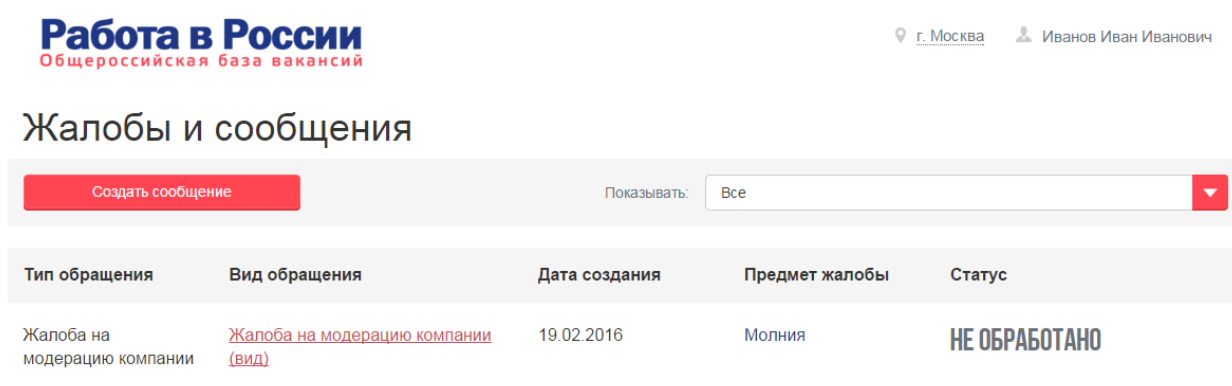 Работа в России
Общероссийская база вакансий
г. Москва Иванов Иван Иванович
Жалобы и сообщения
Создать сообщение Показывать: Все
Тип обращения Вид обращения Дата создания Предмет жалобы Статус
Жалоба на Жалоба на модерацию компании 19.02.2016 Молния НЕ ОБРАБОТАНО
модерацию компании (вид)